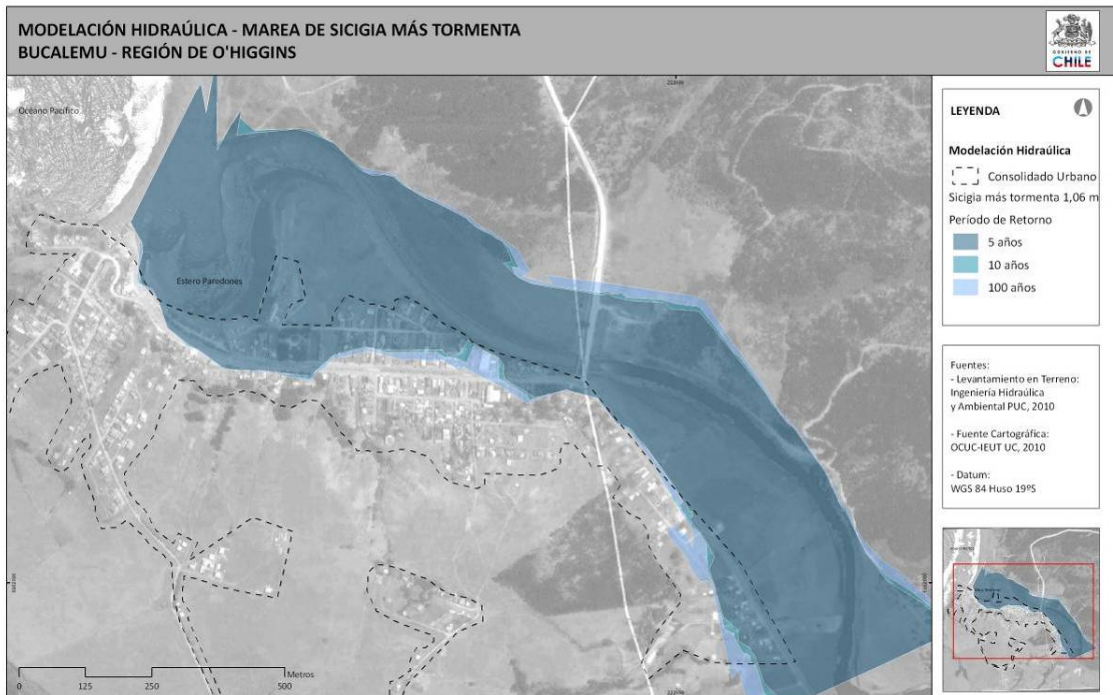 MODELACIÓN HIDRAÚLICA - MAREA DE SICIGIA MÁS TORMENTA
BUCALEMU - REGIÓN DE O'HIGGINS
GOBIERNO DE
CHILE
Océano Pacífico
Estero Paredones
0 125 250 500
Metros
LEYENDA
Modelación Hidraúlica
Consolidado Urbano
Sicigia más tormenta 1,06 m
Período de Retorno
5 años
10 años
100 años
Fuentes:
- Levantamiento en Terreno:
Ingeniería Hidraúlica
y Ambiental PUC, 2010
- Fuente Cartográfica:
OCUC-IEUT UC, 2010
- Datum:
WGS 84 Huso 19ºS